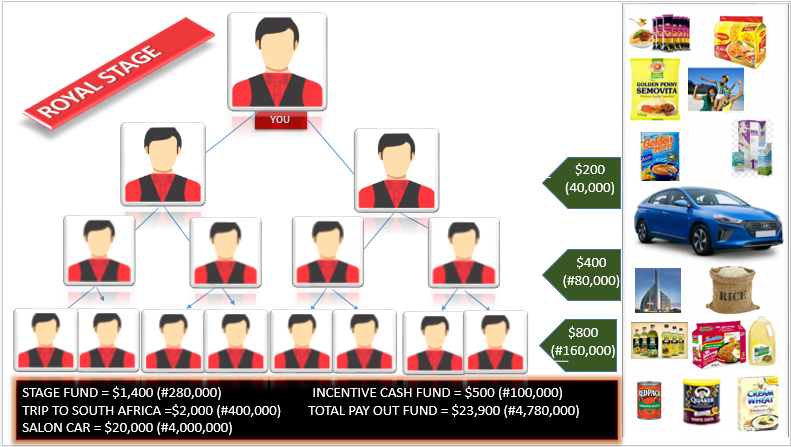 ROYAL STAGE
YOU
$200
(40,000)
$400
(#80,000)
$800
(#160,000)
STAGE FUND = $1,400 (#280,000)
INCENTIVE CASH FUND = $500 (#100,000)
TRIP TO SOUTH AFRICA =$2,000 (#400,000)
TOTAL PAY OUT FUND = $23,900 (#4,780,000)
SALON CAR = $20,000 (#4,000,000)
GOLDEN PENNY
SEMOVITA
Golden
Morn
RICE
REDPACK
QUAKER
CREAM
OF WHEAT